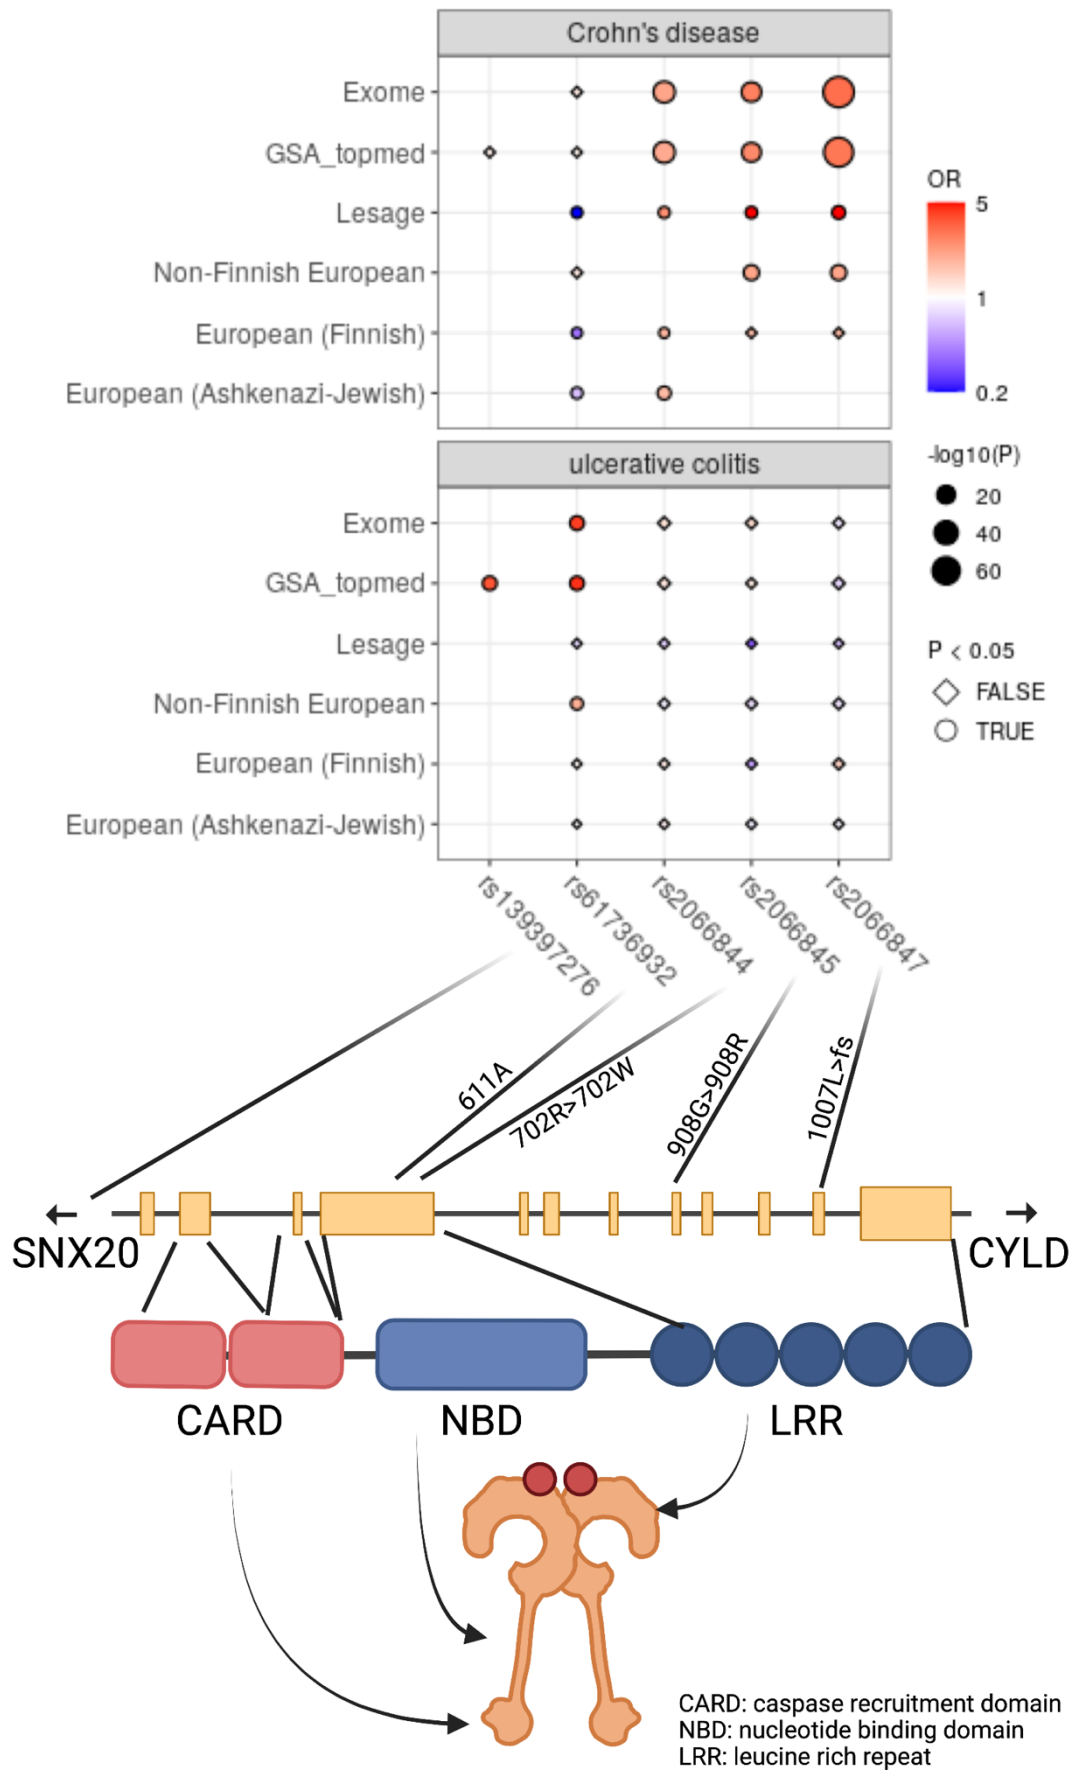 Crohn's disease
Exome
GSA_topmed
Lesage
Non-Finnish European
European (Finnish)
European (Ashkenazi-Jewish)
OR
5
1
0.2
-log10(P)
20
40
60
P < 0.05
FALSE
TRUE
ulcerative colitis
Exome
GSA_topmed
Lesage
Non-Finnish European
European (Finnish)
European (Ashkenazi-Jewish)
rs139397276
rs61736932
rs2066844
rs2066845
rs2066847
611A
702R>702W
908G>908R
1007L>fs
SNX20
CYLD
CARD
NBD
LRR
CARD: caspase recruitment domain
NBD: nucleotide binding domain
LRR: leucine rich repeat